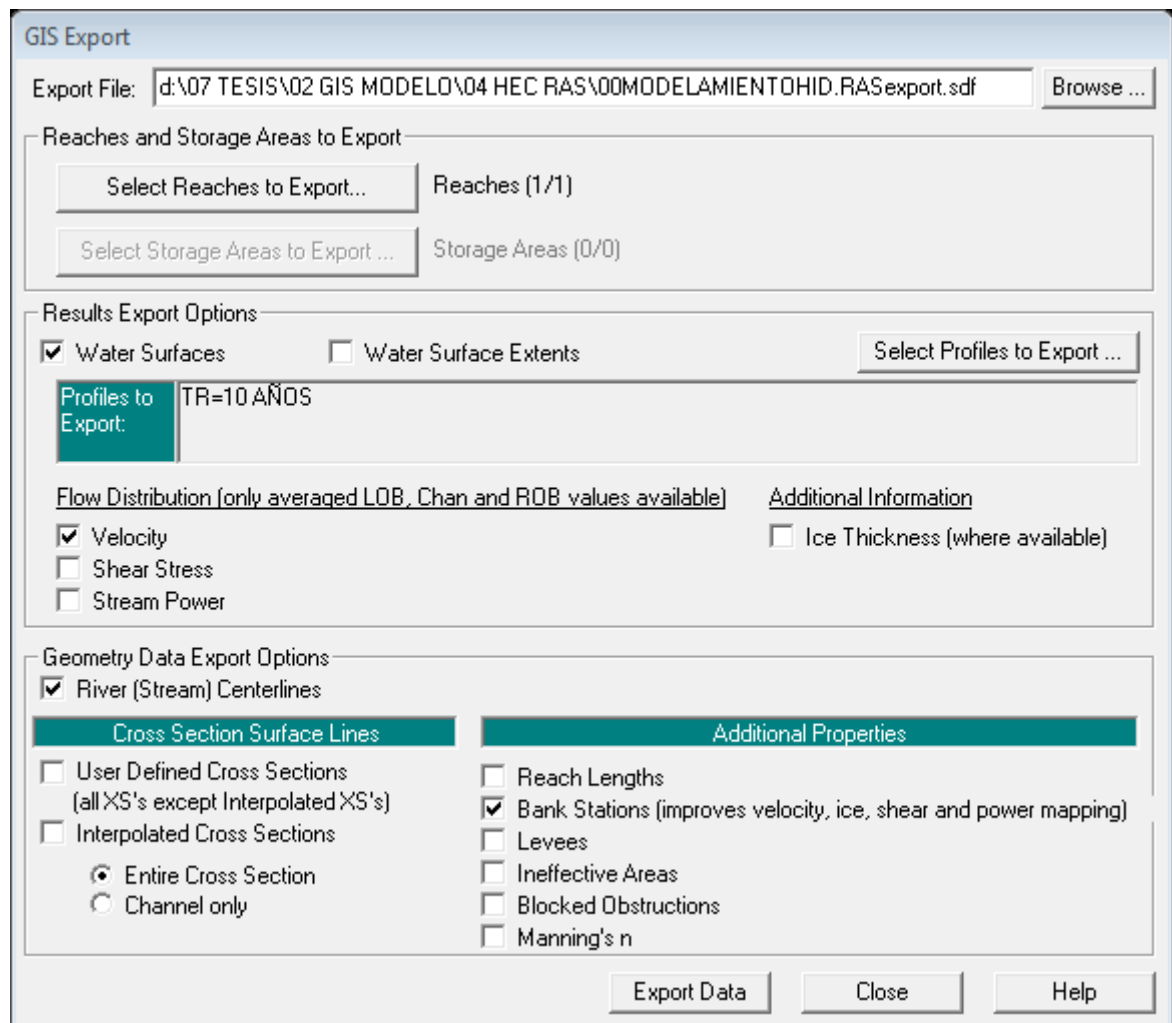 GIS Export
Export File: d:\07 TESIS\02 GIS MODELO\04 HEC RAS\00MODELAMIENTOHID.RASexport.sdf Browse ...
Reaches and Storage Areas to Export
Select Reaches to Export... Reaches (1/1)
Select Storage Areas to Export ... Storage Areas (0/0)
Results Export Options
Water Surfaces Water Surface Extents Select Profiles to Export ...
Profiles to Export: TR=10 AÑOS
Flow Distribution (only averaged LOB, Chan and ROB values available) Additional Information
Velocity Ice Thickness (where available)
Shear Stress
Stream Power
Geometry Data Export Options
River (Stream) Centerlines
Cross Section Surface Lines Additional Properties
User Defined Cross Sections Reach Lengths
(all XS's except Interpolated XS's) Bank Stations (improves velocity, ice, shear and power mapping)
Interpolated Cross Sections Levees
Entire Cross Section Ineffective Areas
Channel only Blocked Obstructions
Manning's n
Export Data Close Help